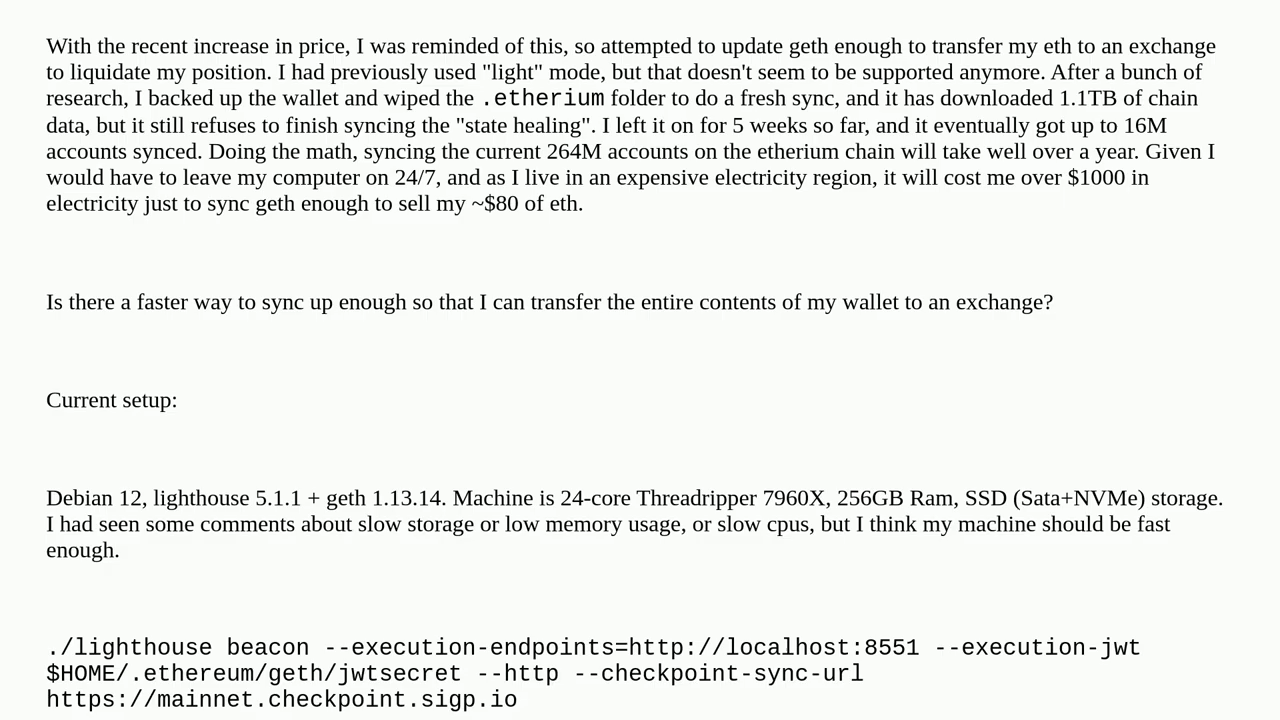 With the recent increase in price, I was reminded of this, so attempted to update geth enough to transfer my eth to an exchange
to liquidate my position. I had previously used "light" mode, but that doesn't seem to be supported anymore. After a bunch of
research, I backed up the wallet and wiped the .etherium folder to do a fresh sync, and it has downloaded 1.1TB of chain
data, but it still refuses to finish syncing the "state healing". I left it on for 5 weeks so far, and it eventually got up to 16M
accounts synced. Doing the math, syncing the current 264M accounts on the etherium chain will take well over a year. Given I
would have to leave my computer on 24/7, and as I live in an expensive electricity region, it will cost me over $1000 in
electricity just to sync geth enough to sell my ~$80 of eth.
Is there a faster way to sync up enough so that I can transfer the entire contents of my wallet to an exchange?
Current setup:
Debian 12, lighthouse 5.1.1 + geth 1.13.14. Machine is 24-core Threadripper 7960X, 256GB Ram, SSD (Sata+NVMe) storage.
I had seen some comments about slow storage or low memory usage, or slow cpus, but I think my machine should be fast
enough.
./lighthouse beacon --execution-endpoints=http://localhost:8551 --execution-jwt
$HOME/.ethereum/geth/jwtsecret --http --checkpoint-sync-url
https://mainnet.checkpoint.sigp.io